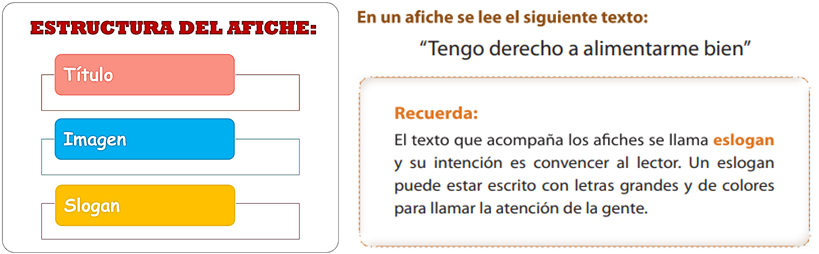 ESTRUCTURA DEL AFICHE:
Título
Imagen
Slogan
En un afiche se lee el siguiente texto:
“Tengo derecho a alimentarme bien”
Recuerda:
El texto que acompaña los afiches se llama eslogan
y su intención es convencer al lector. Un eslogan
puede estar escrito con letras grandes y de colores
para llamar la atención de la gente.